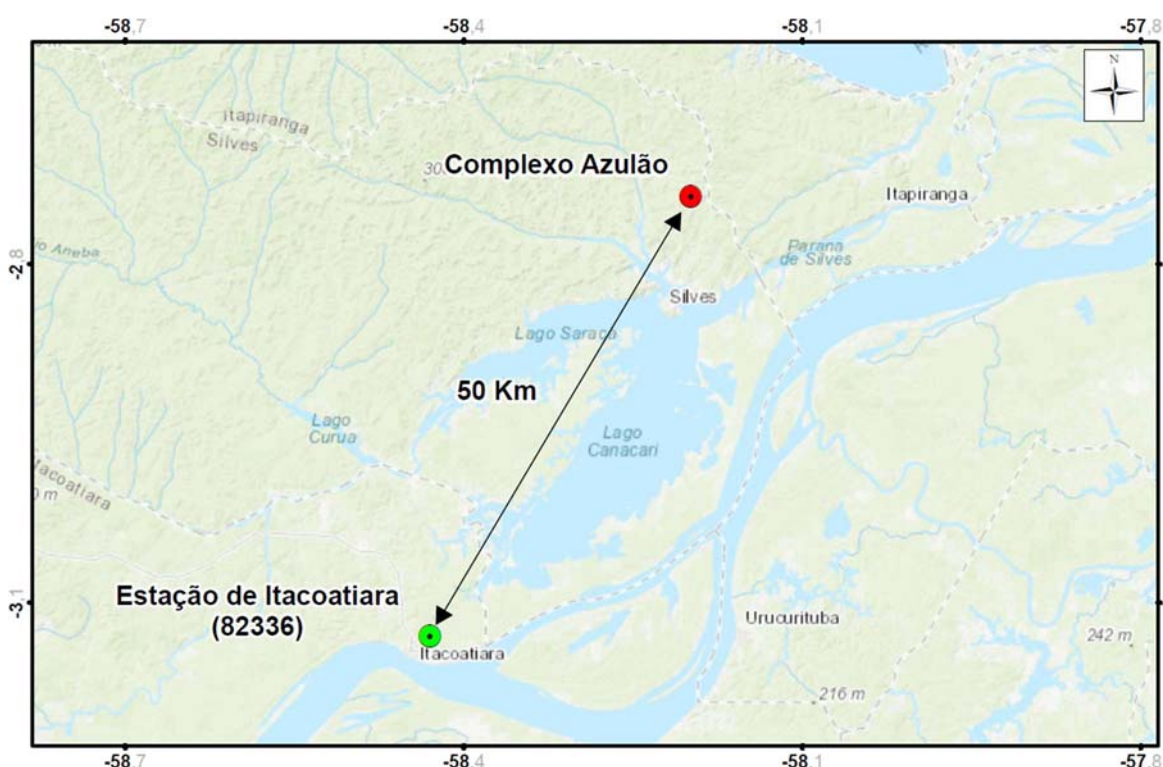 -58,7
-58,4
-58,1
-57,8
N
Itapiranga
Silves
Complexo Azulão
Itapiranga
Parana
de Silves
-2,8
Silves
Lago Saraca
50 Km
Lago
Curua
Lago
Canacari
Itacoatiara
Estação de Itacoatiara
(82336)
-3,1
Urucurituba
Itacoatiara
242 m
216 m
-58,7
-58,4
-58,1
-57,8